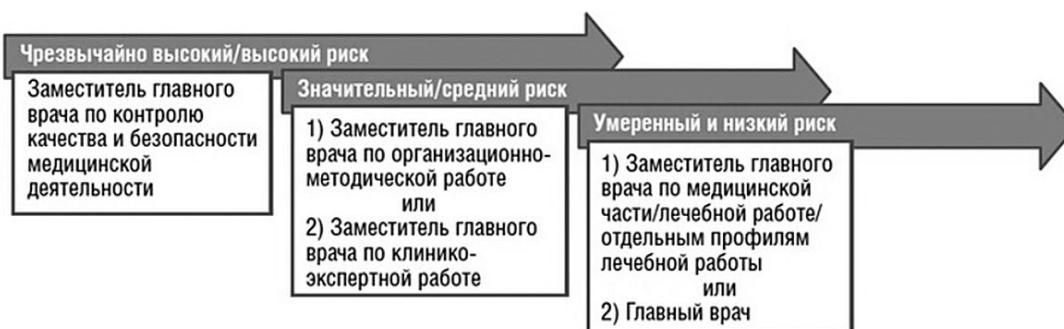 Чрезвычайно высокий/высокий риск
Заместитель главного
врача по контролю
качества и безопасности
медицинской
деятельности
Значительный/средний риск
1) Заместитель главного
врача по организационно-
методической работе
или
2) Заместитель главного
врача по клинико-
экспертной работе
Умеренный и низкий риск
1) Заместитель главного
врача по медицинской
части/лечебной работе/
отдельным профилям
лечебной работы
или
2) Главный врач